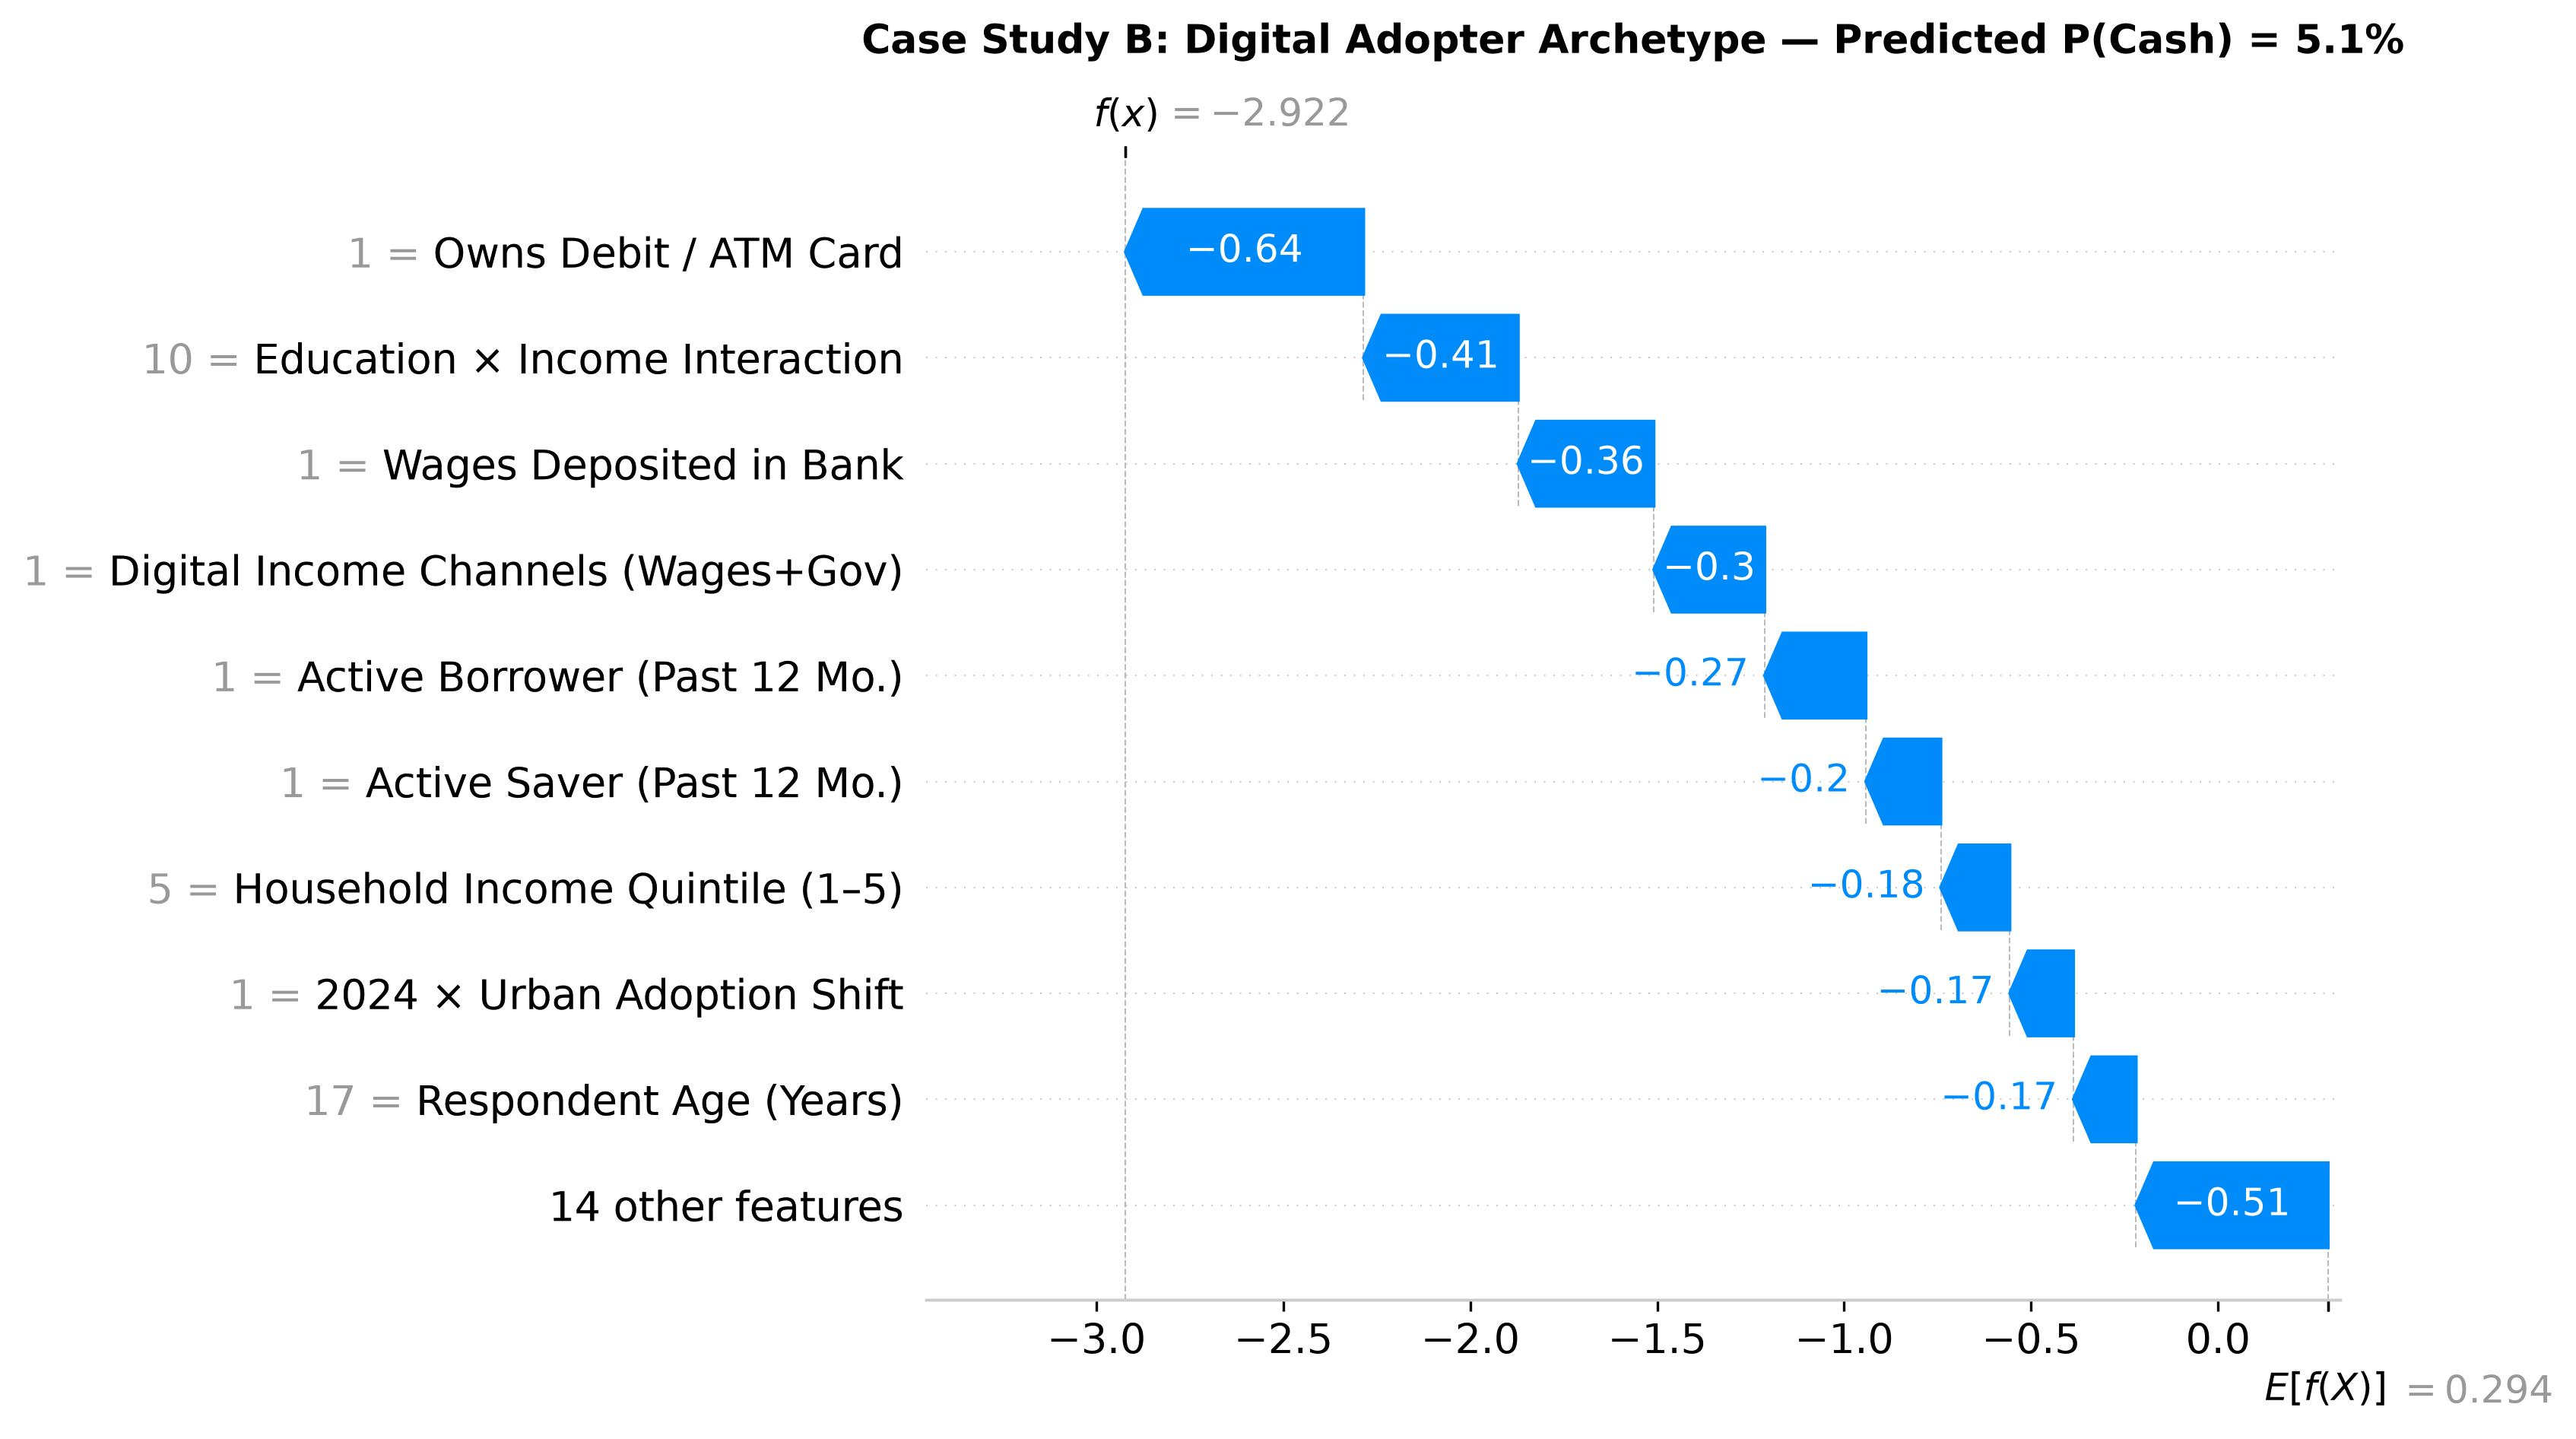 Case Study B: Digital Adopter Archetype — Predicted P(Cash) = 5.1%
f(x) = −2.922
1 = Owns Debit / ATM Card −0.64
10 = Education × Income Interaction −0.41
1 = Wages Deposited in Bank −0.36
1 = Digital Income Channels (Wages+Gov) −0.3
1 = Active Borrower (Past 12 Mo.) −0.27
1 = Active Saver (Past 12 Mo.) −0.2
5 = Household Income Quintile (1–5) −0.18
1 = 2024 × Urban Adoption Shift −0.17
17 = Respondent Age (Years) −0.17
14 other features −0.51
−3.0 −2.5 −2.0 −1.5 −1.0 −0.5 0.0
E[f(X)] = 0.294